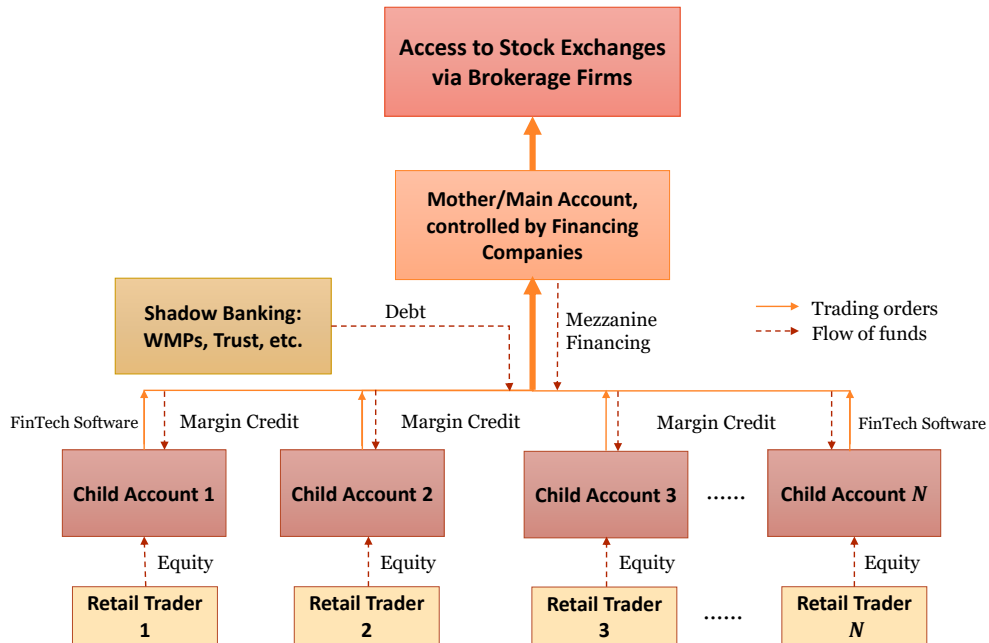 Access to Stock Exchanges
via Brokerage Firms
Mother/Main Account,
controlled by Financing
Companies
Shadow Banking:
WMPs, Trust, etc.
Debt
Mezzanine
Financing
Trading orders
Flow of funds
FinTech Software
Margin Credit
Margin Credit
Margin Credit
FinTech Software
Child Account 1
Child Account 2
Child Account 3
......
Child Account N
Equity
Equity
Equity
Equity
Retail Trader
1
Retail Trader
2
Retail Trader
3
......
Retail Trader
N